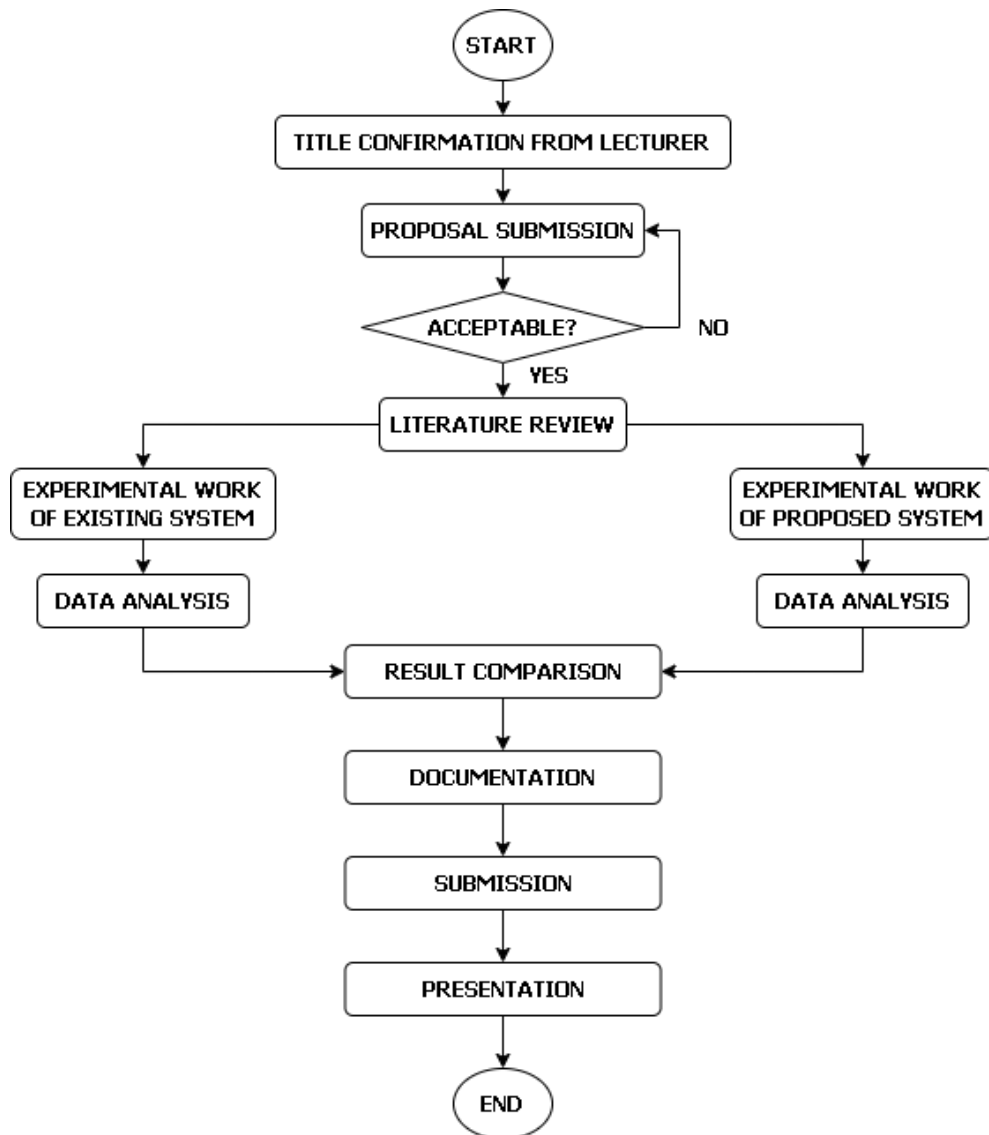 START
TITLE CONFIRMATION FROM LECTURER
PROPOSAL SUBMISSION
ACCEPTABLE?
NO
YES
LITERATURE REVIEW
EXPERIMENTAL WORK
OF EXISTING SYSTEM
EXPERIMENTAL WORK
OF PROPOSED SYSTEM
DATA ANALYSIS
DATA ANALYSIS
RESULT COMPARISON
DOCUMENTATION
SUBMISSION
PRESENTATION
END